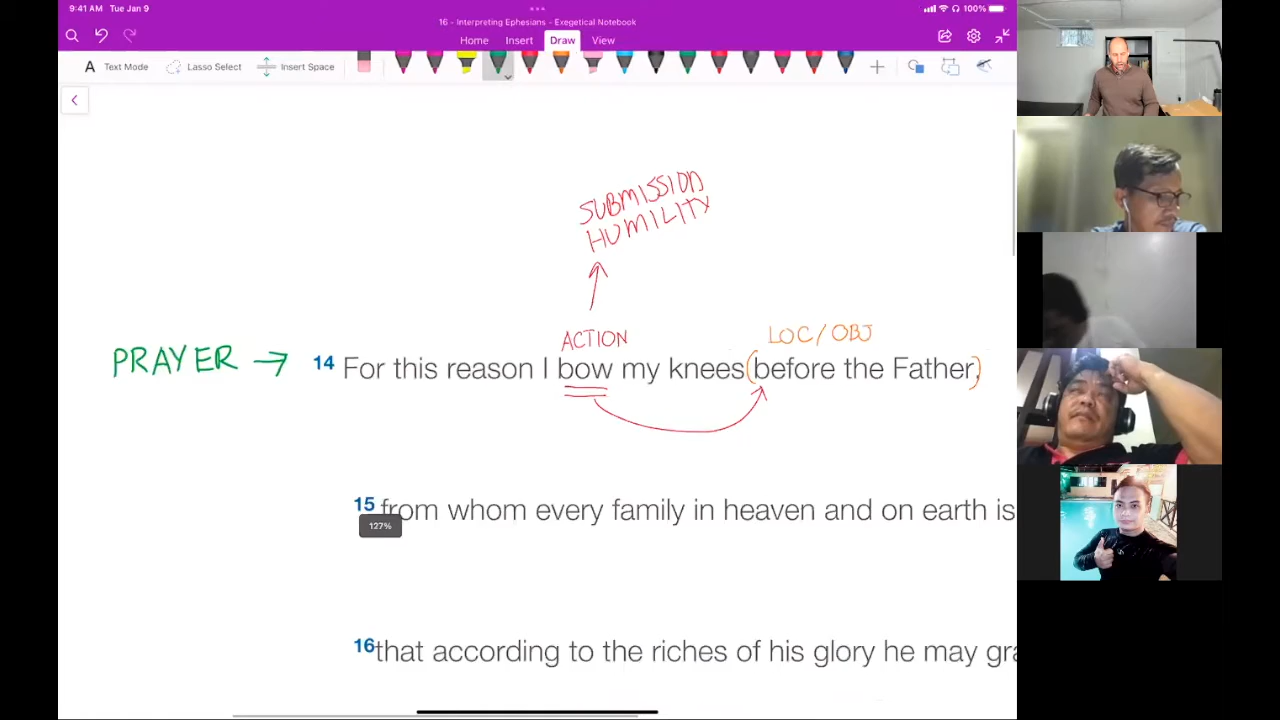 9:41 AM Tue Jan 9
100%
16 - Interpreting Ephesians - Exegetical Notebook
Home Insert Draw View
A Text Mode Lasso Select Insert Space
SUBMISSION
HUMILITY
ACTION LOC/OBJ
PRAYER → 14 For this reason I bow my knees (before the Father,)
15 from whom every family in heaven and on earth is
127%
16 that according to the riches of his glory he may gra